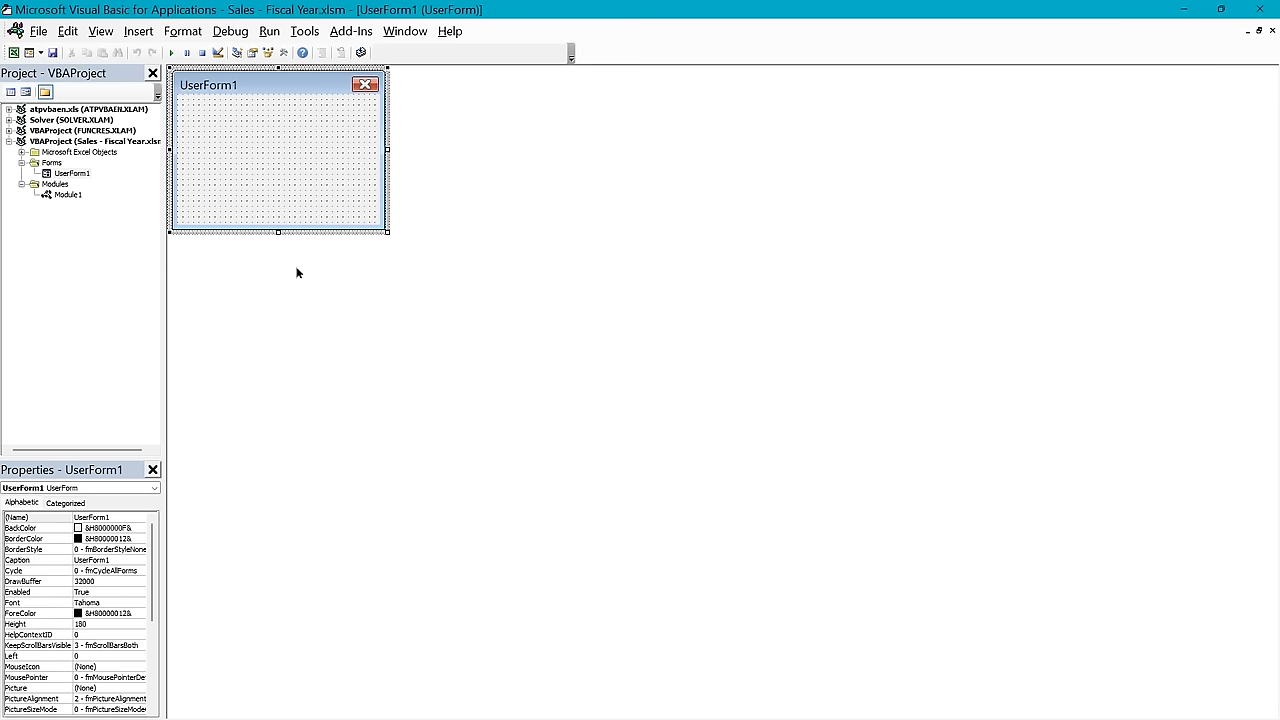 Microsoft Visual Basic for Applications - Sales - Fiscal Year.xlsm - [UserForm1 (UserForm)]
File Edit View Insert Format Debug Run Tools Add-Ins Window Help
Project - VBAProject
atpvbaen.xls (ATPVBAEN.XLAM)
Solver (SOLVER.XLAM)
VBAProject (FUNCRES.XLAM)
VBAProject (Sales - Fiscal Year.xlsm
Microsoft Excel Objects
Forms
UserForm1
Modules
Module1
UserForm1
Properties - UserForm1
UserForm1 UserForm
Alphabetic Categorized
(Name) UserForm1
BackColor &H8000000F&
BorderColor &H80000012&
BorderStyle 0 - fmBorderStyleNone
Caption UserForm1
Cycle 0 - fmCycleAllForms
DrawBuffer 32000
Enabled True
Font Tahoma
ForeColor &H80000012&
Height 180
HelpContextID 0
KeepScrollBarsVisible 3 - fmScrollBarsBoth
Left 0
MouseIcon (None)
MousePointer 0 - fmMousePointerDe
Picture (None)
PictureAlignment 2 - fmPictureAlignment
PictureSizeMode 0 - fmPictureSizeMode